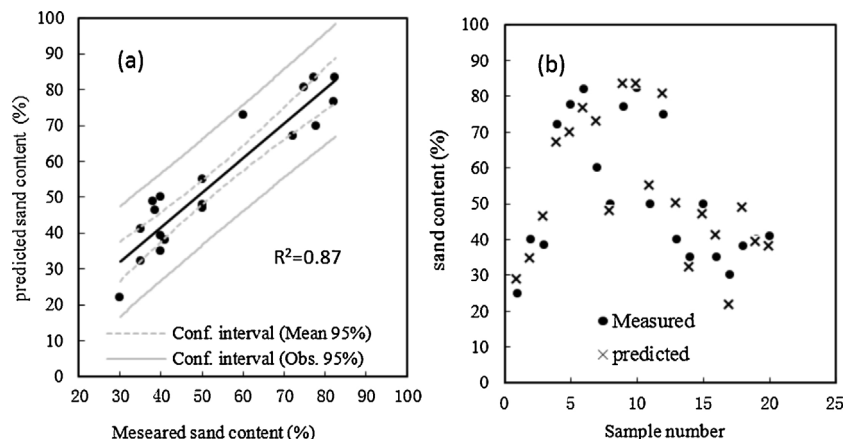 (a)
100
90
80
70
60
50
40
30
20
10
0
predicted sand content (%)
R²=0.87
Conf. interval (Mean 95%)
Conf. interval (Obs. 95%)
20 30 40 50 60 70 80 90 100
Meseared sand content (%)
(b)
100
90
80
70
60
50
40
30
20
10
0
sand content (%)
Measured
predicted
0 5 10 15 20 25
Sample number